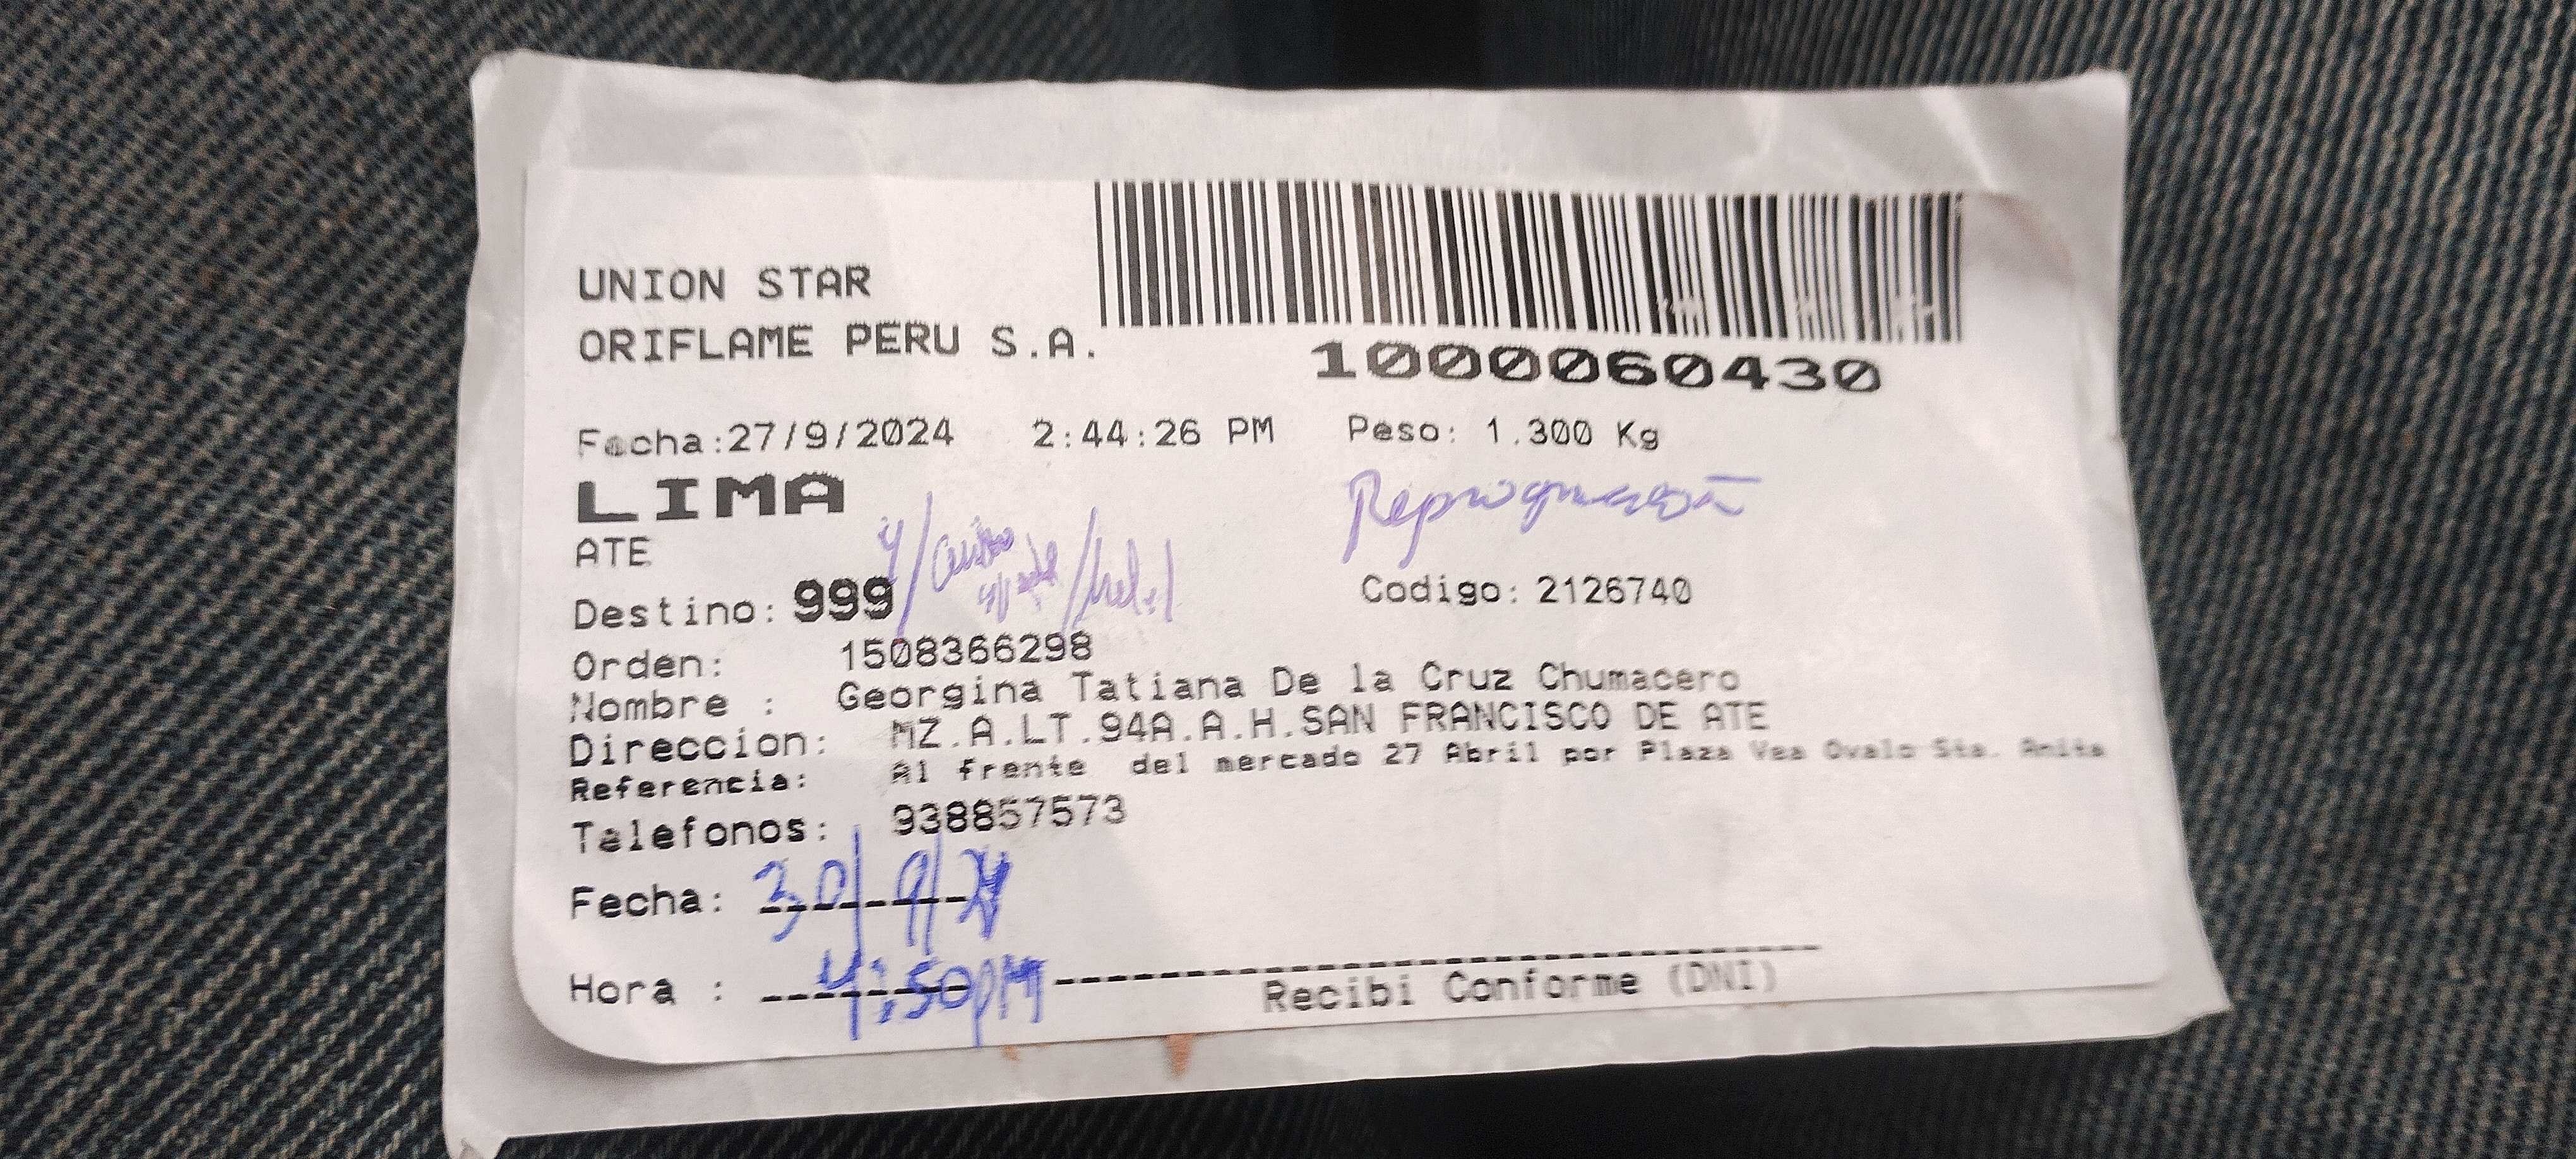 UNION STAR
ORIFLAME PERU S.A.
1000060430
Fecha:27/9/2024 2:44:26 PM Peso: 1.300 Kg
LIMA
ATE
Destino: 999 Codigo: 2126740
Orden: 1508366298
Nombre : Georgina Tatiana De la Cruz Chumacero
Direccion: MZ.A.LT.94A.A.H.SAN FRANCISCO DE ATE
Referencia: Al frente del mercado 27 Abril por Plaza Vea Ovalo Sta. Anita
Telefonos: 938857573
Fecha: 30/9/24
Hora : 4:50pM
Recibi Conforme (DNI)